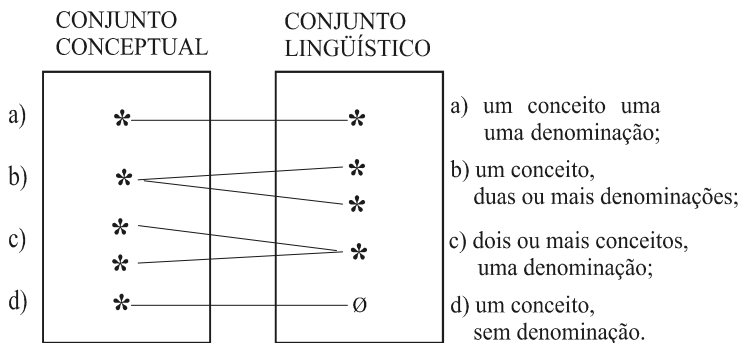 CONJUNTO
CONCEPTUAL
CONJUNTO
LINGÜÍSTICO
a)
a) um conceito uma
uma denominação;
b)
b) um conceito,
duas ou mais denominações;
c)
c) dois ou mais conceitos,
uma denominação;
d)
ø
d) um conceito,
sem denominação.